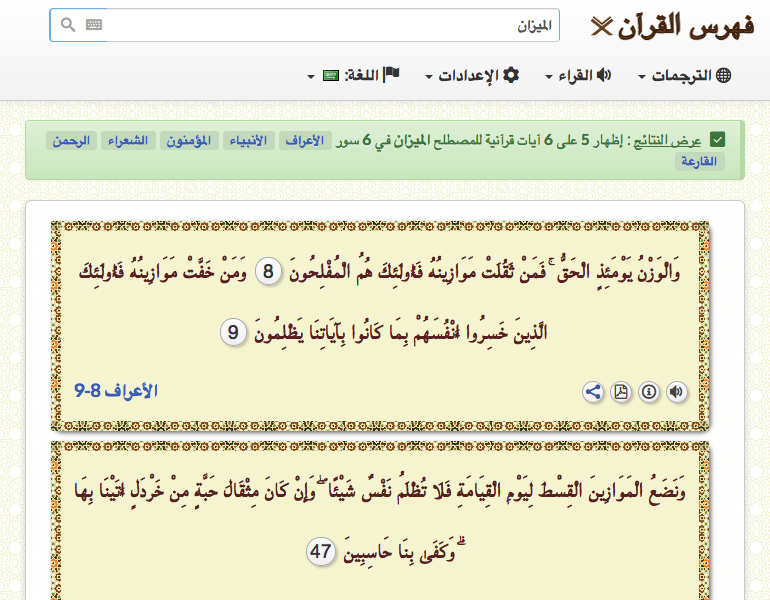 فهرس القرآن
الميزان
الترجمات
القراء
الإعدادات
اللغة:
عرض النتائج : إظهار 5 على 6 آيات قرآنية للمصطلح الميزان في 6 سور الأعراف الأنبياء المؤمنون الشعراء الرحمن
القارعة
وَالْوَزْنُ يَوْمَئِذٍ الْحَقُّ ۚ فَمَنْ ثَقُلَتْ مَوَازِينُهُ فَأُولَئِكَ هُمُ الْمُفْلِحُونَ 8 وَمَنْ خَفَّتْ مَوَازِينُهُ فَأُولَئِكَ
الَّذِينَ خَسِرُوا أَنْفُسَهُمْ بِمَا كَانُوا بِآيَاتِنَا يَظْلِمُونَ 9
الأعراف 8-9
وَنَضَعُ الْمَوَازِينَ الْقِسْطَ لِيَوْمِ الْقِيَامَةِ فَلَا تُظْلَمُ نَفْسٌ شَيْئًا ۖ وَإِنْ كَانَ مِثْقَالَ حَبَّةٍ مِنْ خَرْدَلٍ أَتَيْنَا بِهَا
ۗ وَكَفَىٰ بِنَا حَاسِبِينَ 47